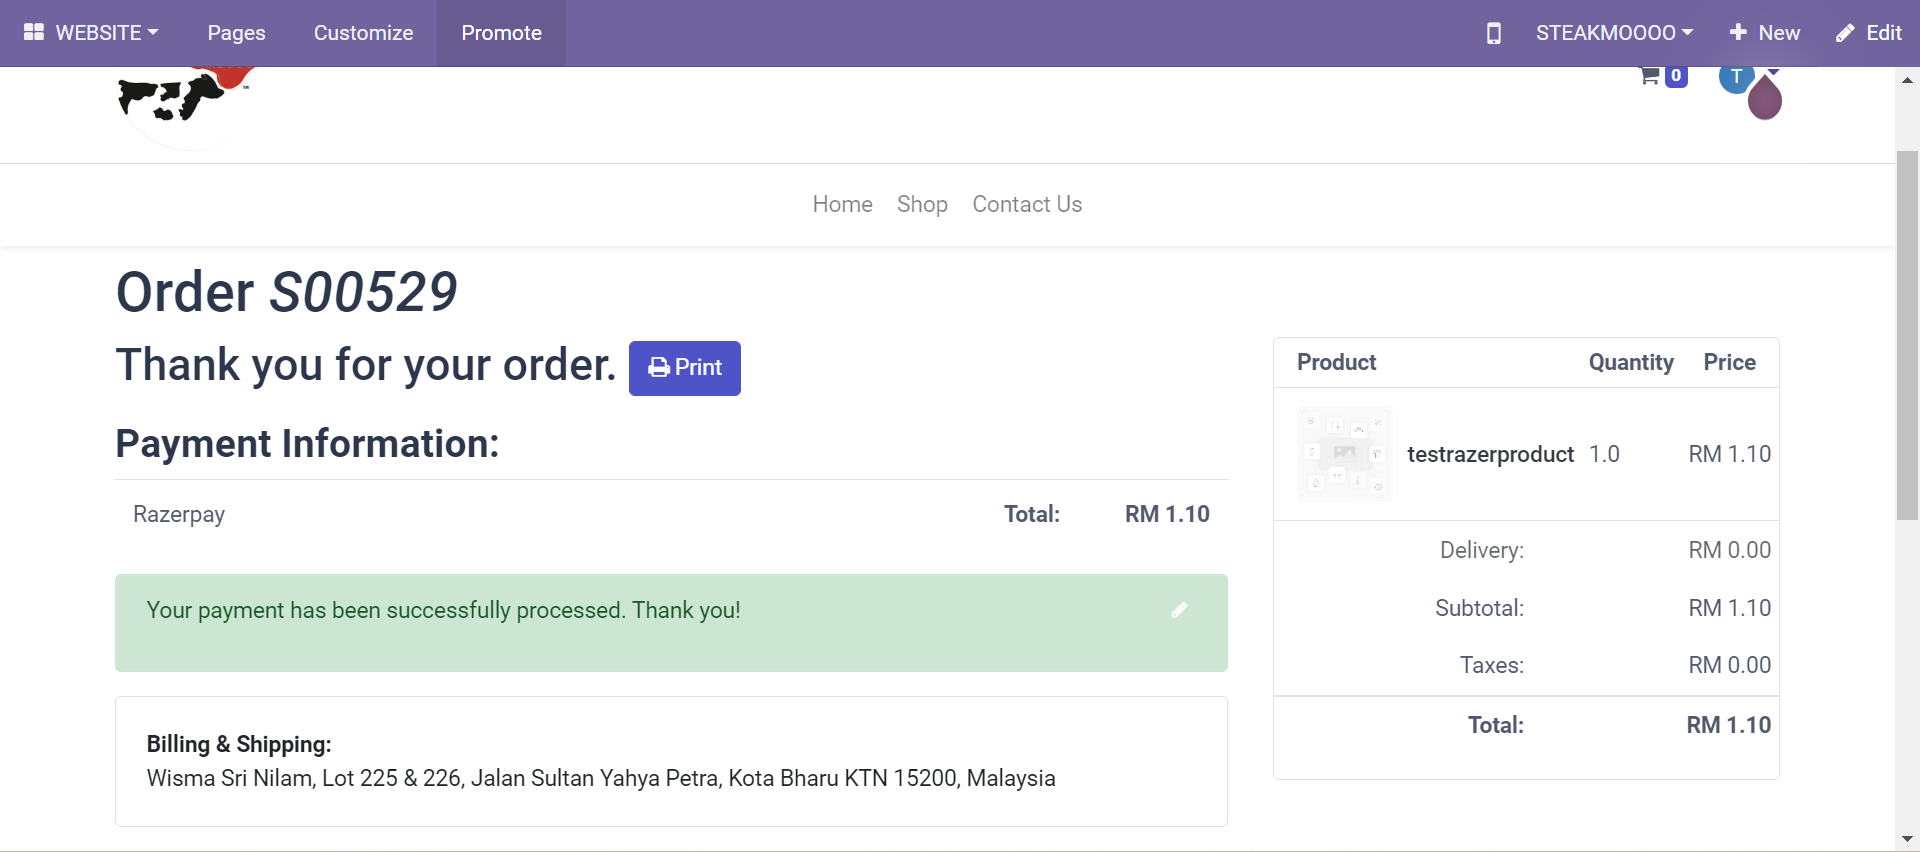 WEBSITE Pages Customize Promote STEAKMOOOO New Edit
0 T
Home Shop Contact Us
Order S00529
Thank you for your order. Print
Payment Information:
Razerpay Total: RM 1.10
Your payment has been successfully processed. Thank you!
Billing & Shipping:
Wisma Sri Nilam, Lot 225 & 226, Jalan Sultan Yahya Petra, Kota Bharu KTN 15200, Malaysia
Product Quantity Price
testrazerproduct 1.0 RM 1.10
Delivery: RM 0.00
Subtotal: RM 1.10
Taxes: RM 0.00
Total: RM 1.10